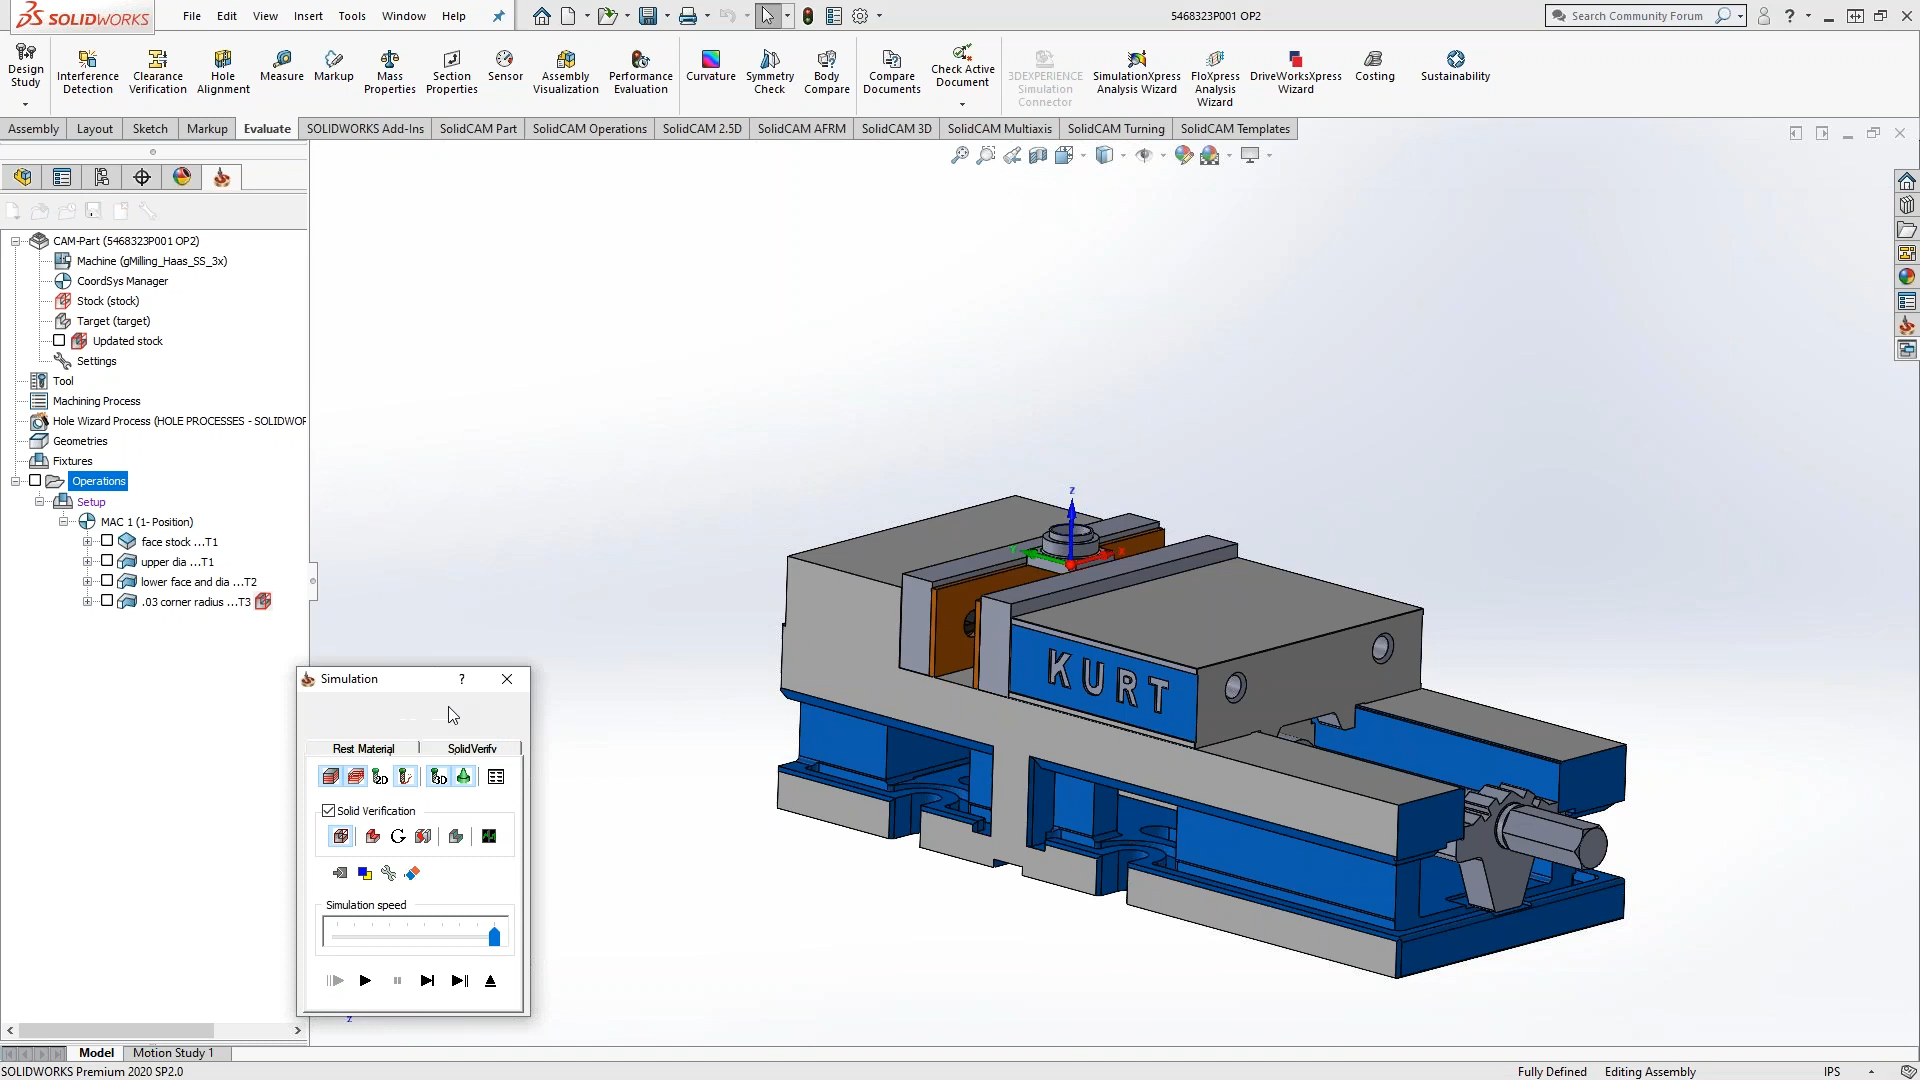 SOLIDWORKS
File Edit View Insert Tools Window Help
5468323P001 OP2
Search Community Forum
?
Design Study
Interference Detection
Clearance Verification
Hole Alignment
Measure
Markup
Mass Properties
Section Properties
Sensor
Assembly Visualization
Performance Evaluation
Curvature
Symmetry Check
Body Compare
Compare Documents
Check Active Document
3DEXPERIENCE Simulation Connector
SimulationXpress Analysis Wizard
FloXpress Analysis Wizard
DriveWorksXpress Wizard
Costing
Sustainability
Assembly Layout Sketch Markup Evaluate SOLIDWORKS Add-Ins SolidCAM Part SolidCAM Operations SolidCAM 2.5D SolidCAM AFRM SolidCAM 3D SolidCAM Multiaxis SolidCAM Turning SolidCAM Templates
CAM-Part (5468323P001 OP2)
Machine (gMilling_Haas_SS_3x)
CoordSys Manager
Stock (stock)
Target (target)
Updated stock
Settings
Tool
Machining Process
Hole Wizard Process (HOLE PROCESSES - SOLIDWOR
Geometries
Fixtures
Operations
Setup
MAC 1 (1- Position)
face stock ...T1
upper dia ...T1
lower face and dia ...T2
.03 corner radius ...T3
Z
X
KURT
Simulation ?
Rest Material SolidVerify
2D 3D
Solid Verification
Simulation speed
z
Model Motion Study 1
SOLIDWORKS Premium 2020 SP2.0
Fully Defined Editing Assembly IPS